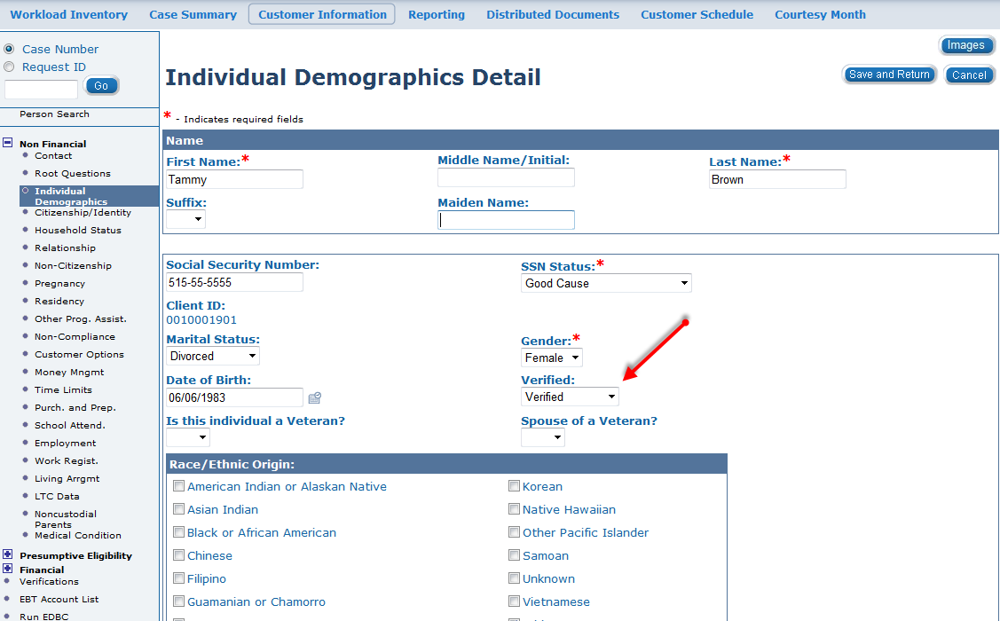 Workload Inventory Case Summary Customer Information Reporting Distributed Documents Customer Schedule Courtesy Month
Case Number
Request ID
Go
Person Search
Non Financial
Contact
Root Questions
Individual
Demographics
Citizenship/Identity
Household Status
Relationship
Non-Citizenship
Pregnancy
Residency
Other Prog. Assist.
Non-Compliance
Customer Options
Money Mngmt
Time Limits
Purch. and Prep.
School Attend.
Employment
Work Regist.
Living Arrgmt
LTC Data
Noncustodial
Parents
Medical Condition
Presumptive Eligibility
Financial
Verifications
EBT Account List
Run EDBC
Images
Individual Demographics Detail
Save and Return Cancel
* - Indicates required fields
Name
First Name:* Middle Name/Initial: Last Name:*
Tammy Brown
Suffix: Maiden Name:
Social Security Number: SSN Status:*
515-55-5555 Good Cause
Client ID:
0010001901
Marital Status: Gender:*
Divorced Female
Date of Birth: Verified:
06/06/1983 Verified
Is this individual a Veteran? Spouse of a Veteran?
Race/Ethnic Origin:
American Indian or Alaskan Native Korean
Asian Indian Native Hawaiian
Black or African American Other Pacific Islander
Chinese Samoan
Filipino Unknown
Guamanian or Chamorro Vietnamese